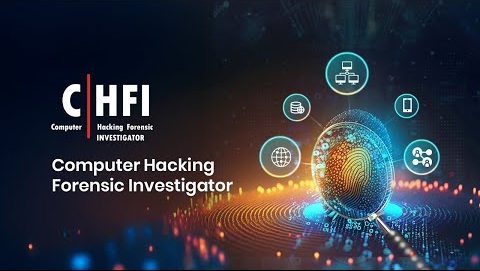 C|HFI
Computer Hacking Forensic
INVESTIGATOR
Computer Hacking
Forensic Investigator